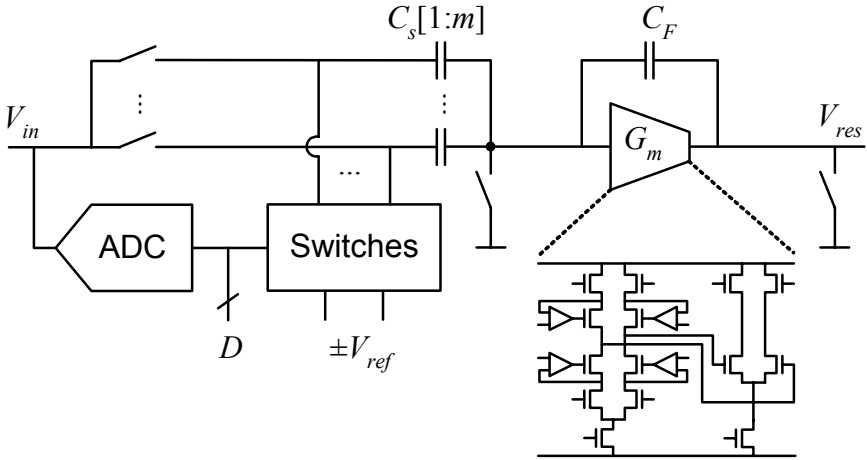 C_s[1:m]
C_F
...
...
V_in
G_m
V_res
...
ADC
Switches
D
±V_ref